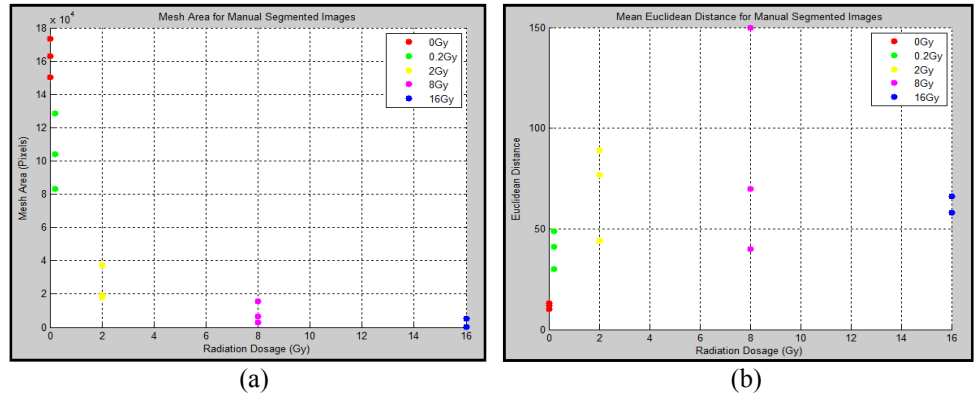 Mesh Area for Manual Segmented Images
x 10^4
18
16
14
12
10
8
6
4
2
0
Mesh Area (Pixels)
0Gy
0.2Gy
2Gy
8Gy
16Gy
0 2 4 6 8 10 12 14 16
Radiation Dosage (Gy)
(a)
Mean Euclidean Distance for Manual Segmented Images
150
100
50
0
Euclidean Distance
0Gy
0.2Gy
2Gy
8Gy
16Gy
0 2 4 6 8 10 12 14 16
Radiation Dosage (Gy)
(b)